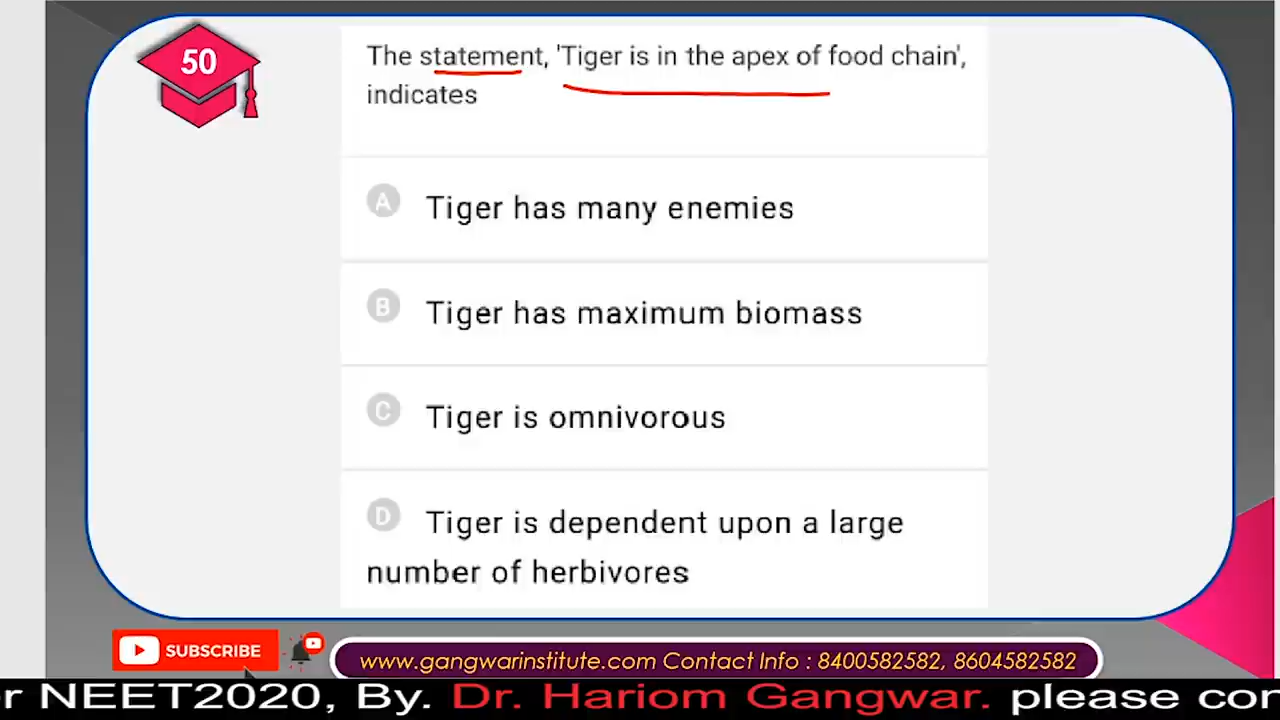 50
The statement, 'Tiger is in the apex of food chain',
indicates
A Tiger has many enemies
B Tiger has maximum biomass
C Tiger is omnivorous
D Tiger is dependent upon a large
number of herbivores
SUBSCRIBE
www.gangwarinstitute.com Contact Info : 8400582582, 8604582582
or NEET2020, By. Dr. Hariom Gangwar. please con